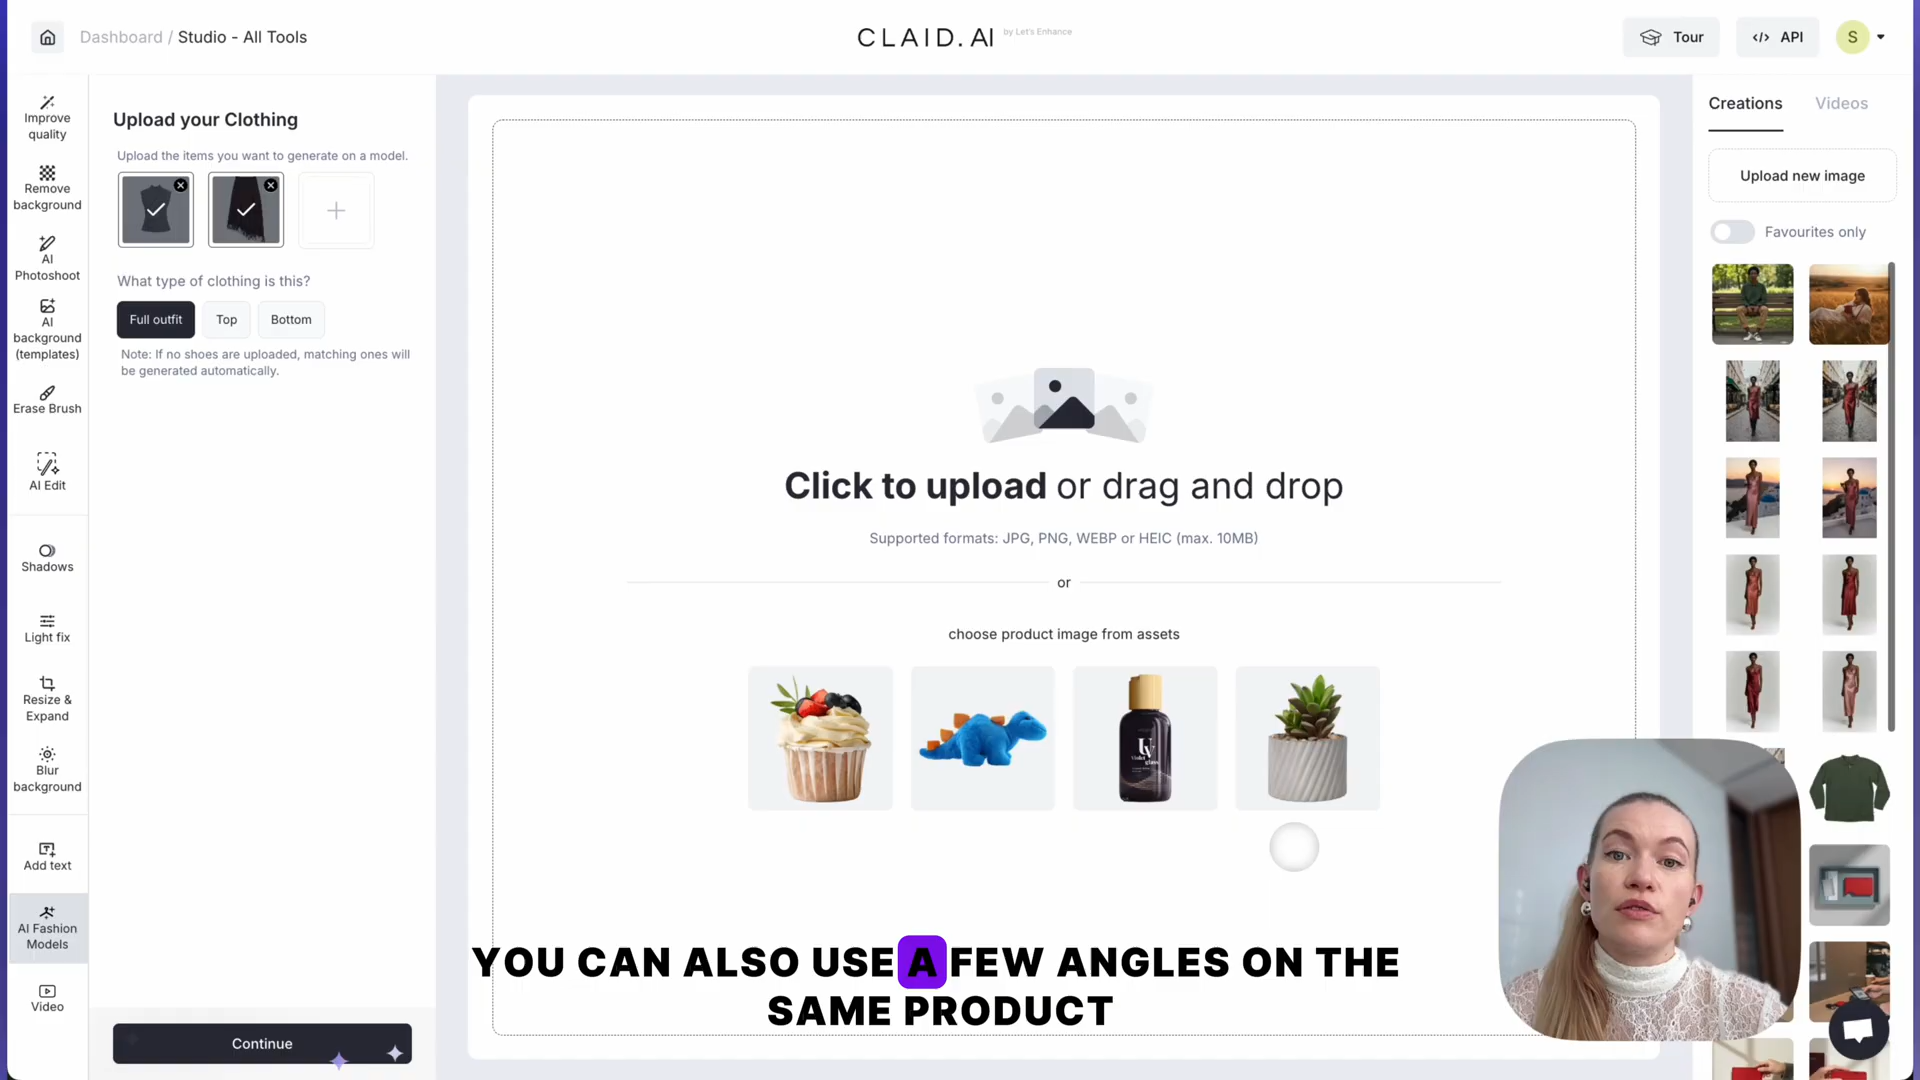 Dashboard / Studio - All Tools
CLAID.AI by Let's Enhance
Tour
API
S
Improve
quality
Remove
background
AI
Photoshoot
AI
background
(templates)
Erase Brush
AI Edit
Shadows
Light fix
Resize &
Expand
Blur
background
Add text
AI Fashion
Models
Video
Upload your Clothing
Upload the items you want to generate on a model.
What type of clothing is this?
Full outfit
Top
Bottom
Note: If no shoes are uploaded, matching ones will
be generated automatically.
Continue
Click to upload or drag and drop
Supported formats: JPG, PNG, WEBP or HEIC (max. 10MB)
or
choose product image from assets
Violet
glass
YOU CAN ALSO USE A FEW ANGLES ON THE
SAME PRODUCT
Creations
Videos
Upload new image
Favourites only